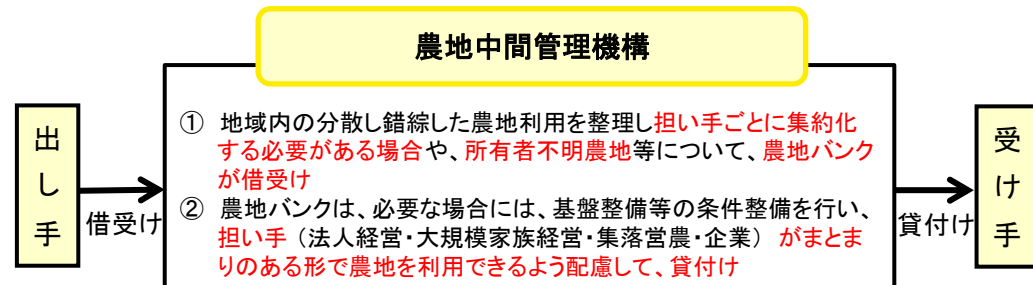 農地中間管理機構
出し手
借受け
① 地域内の分散し錯綜した農地利用を整理し担い手ごとに集約化
する必要がある場合や、所有者不明農地等について、農地バンク
が借受け
② 農地バンクは、必要な場合には、基盤整備等の条件整備を行い、
担い手（法人経営・大規模家族経営・集落営農・企業）がまとま
りのある形で農地を利用できるよう配慮して、貸付け
貸付け
受け手